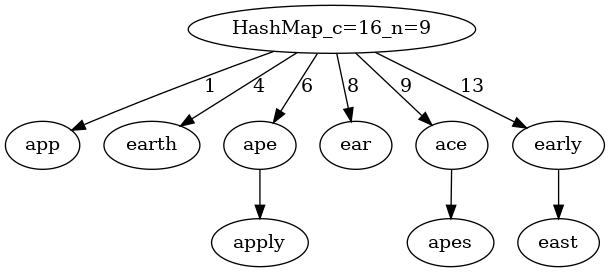 HashMap_c=16_n=9
1
4
6
8
9
13
app
earth
ape
ear
ace
early
apply
apes
east